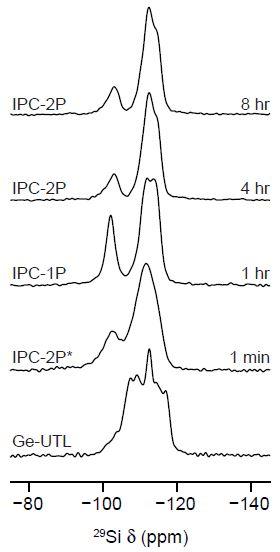 IPC-2P 8 hr
IPC-2P 4 hr
IPC-1P 1 hr
IPC-2P* 1 min
Ge-UTL
−80 −100 −120 −140
²⁹Si δ (ppm)